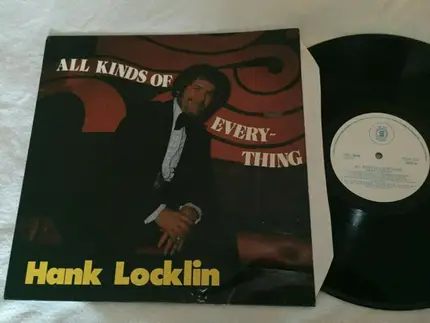 ALL KINDS OF
EVERY-
THING
Hank Locklin